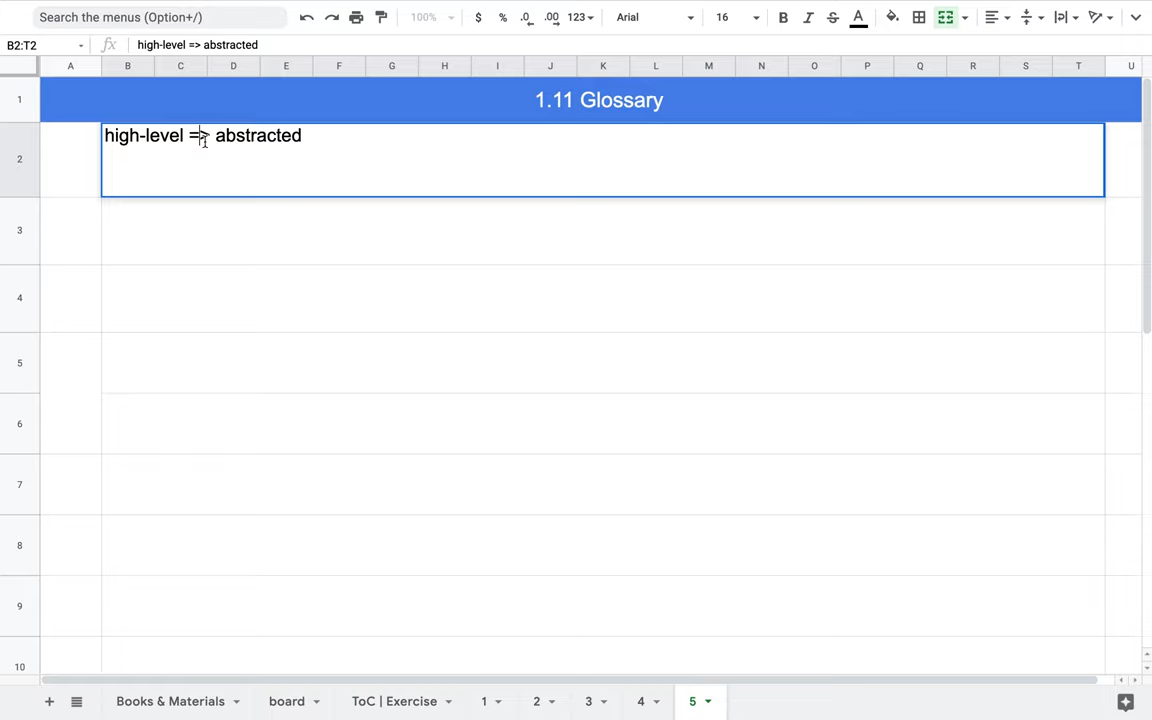 Search the menus (Option+/) 100% $ % .0 .00 123 Arial 16 B I S A
B2:T2 fx high-level => abstracted
A B C D E F G H I J K L M N O P Q R S T U
1 1.11 Glossary
2 high-level => abstracted
3
4
5
6
7
8
9
10
Books & Materials board ToC | Exercise 1 2 3 4 5